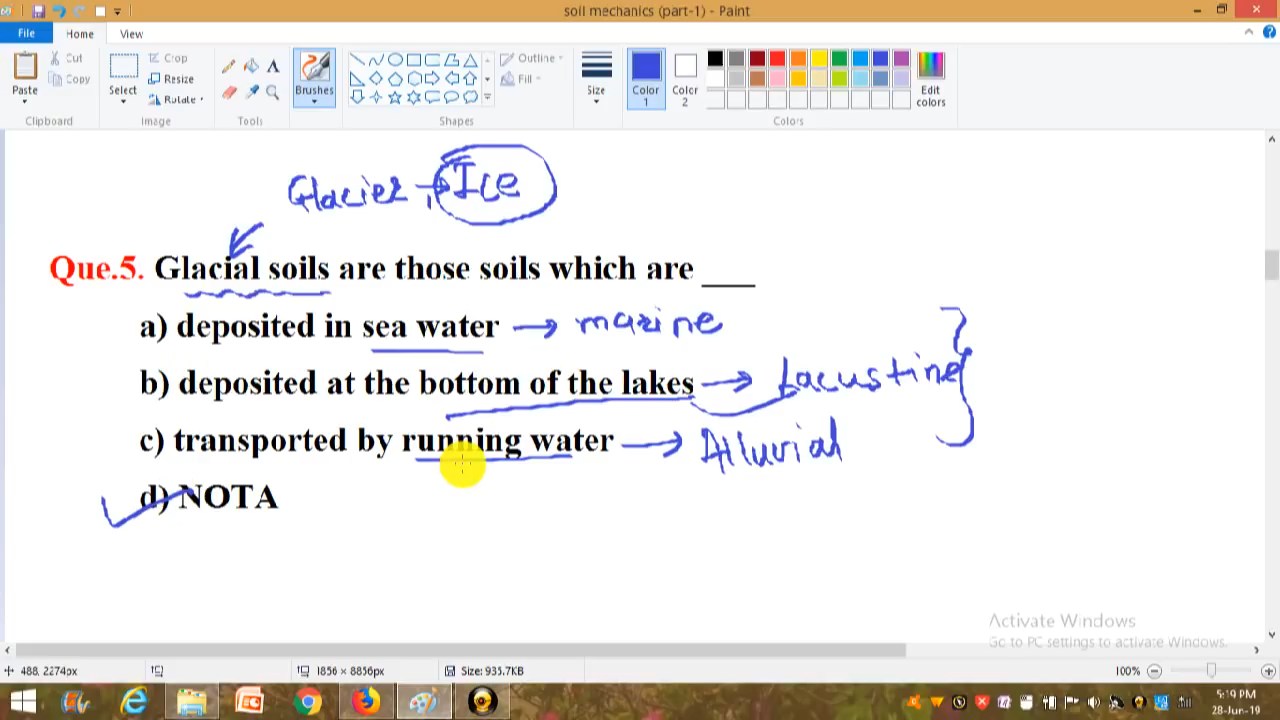 soil mechanics (part-1) - Paint
File Home View
Paste Cut Copy Select Crop Resize Rotate Brushes Outline Fill Size Color 1 Color 2 Edit colors
Clipboard Image Tools Shapes Colors
Glacier → Ice
Que.5. Glacial soils are those soils which are ____
a) deposited in sea water → marine
b) deposited at the bottom of the lakes → Lacustine
c) transported by running water → Alluvial
d) NOTA
Activate Windows
Go to PC settings to activate Windows.
488, 2274px 1856 × 8856px Size: 935.7KB 100%
5:19 PM
28-Jun-19